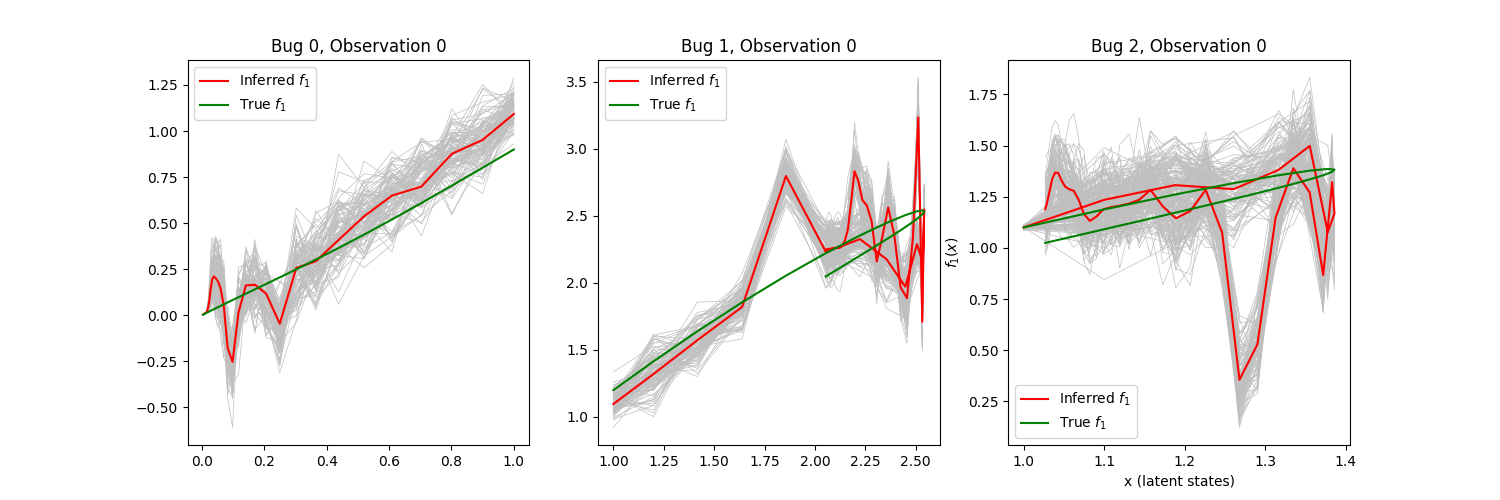 Bug 0, Observation 0
Inferred f₁
True f₁
1.25
1.00
0.75
0.50
0.25
0.00
−0.25
−0.50
0.0 0.2 0.4 0.6 0.8 1.0
Bug 1, Observation 0
Inferred f₁
True f₁
3.5
3.0
2.5
2.0
1.5
1.0
1.00 1.25 1.50 1.75 2.00 2.25 2.50
Bug 2, Observation 0
f₁(x)
1.75
1.50
1.25
1.00
0.75
0.50
0.25
Inferred f₁
True f₁
1.0 1.1 1.2 1.3 1.4
x (latent states)